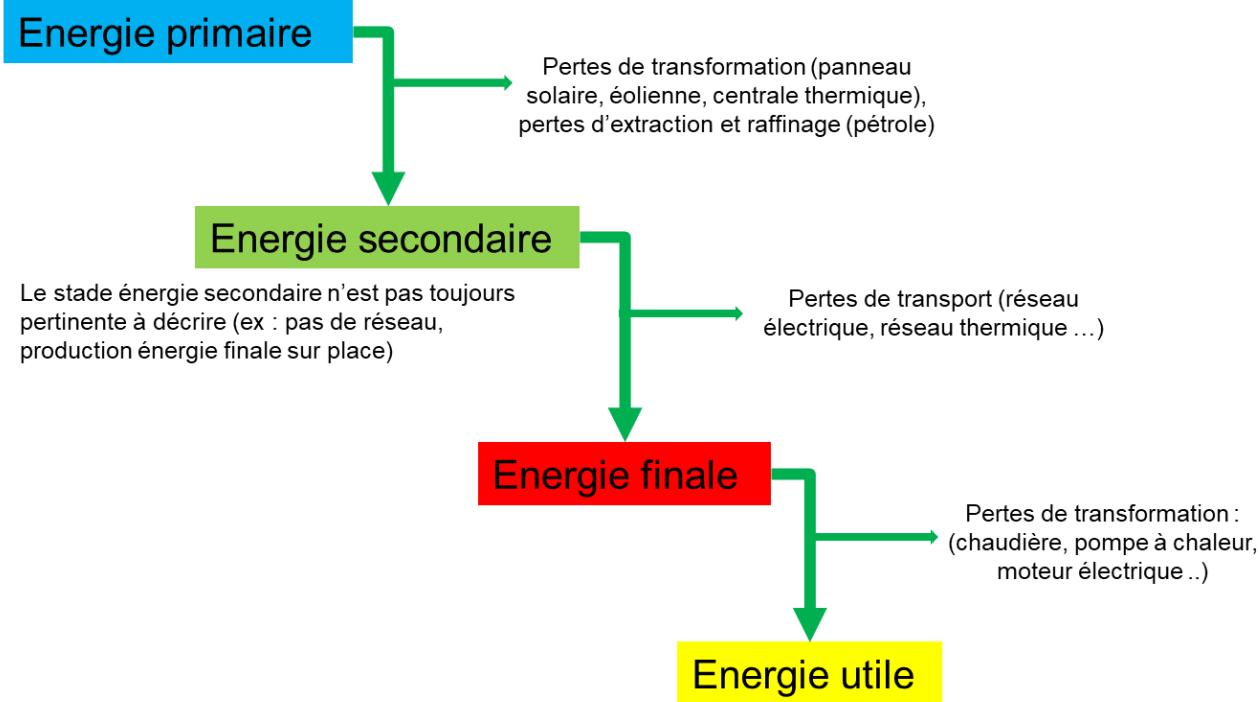 Energie primaire
Pertes de transformation (panneau
solaire, éolienne, centrale thermique),
pertes d’extraction et raffinage (pétrole)
Energie secondaire
Le stade énergie secondaire n’est pas toujours
pertinente à décrire (ex : pas de réseau,
production énergie finale sur place)
Pertes de transport (réseau
électrique, réseau thermique …)
Energie finale
Pertes de transformation :
(chaudière, pompe à chaleur,
moteur électrique ..)
Energie utile